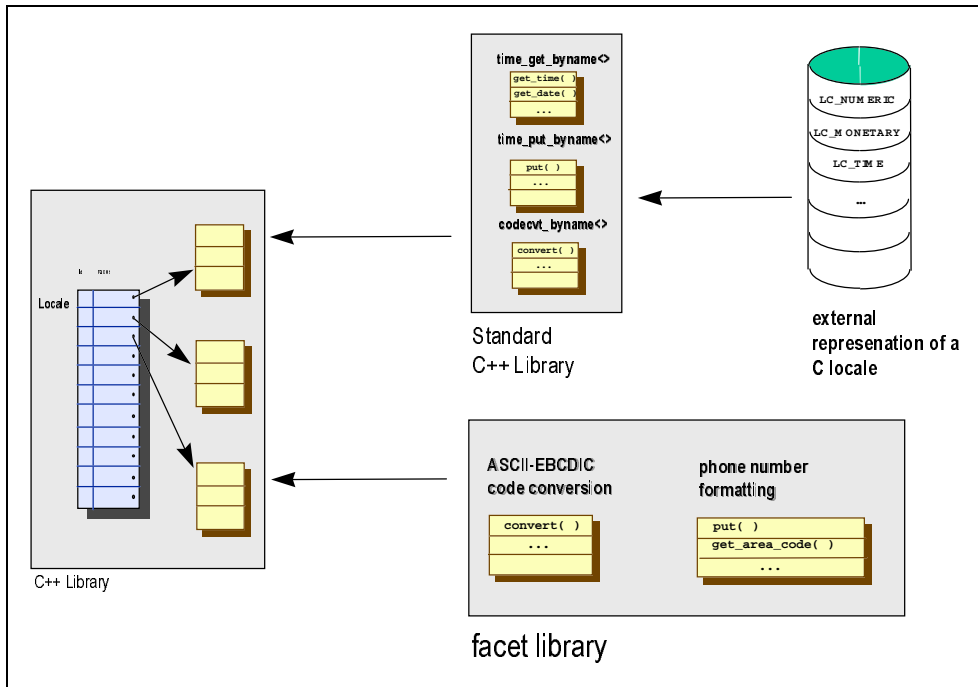 time_get_byname<>
get_time( )
get_date( )
...
time_put_byname<>
put( )
...
codecvt_byname<>
convert( )
...
Standard
C++ Library
LC_NUMERIC
LC_MONETARY
LC_TIME
...
external
represenation of a
C locale
Locale
C++ Library
ASCII-EBCDIC
code conversion
convert( )
...
phone number
formatting
put( )
get_area_code( )
...
facet library